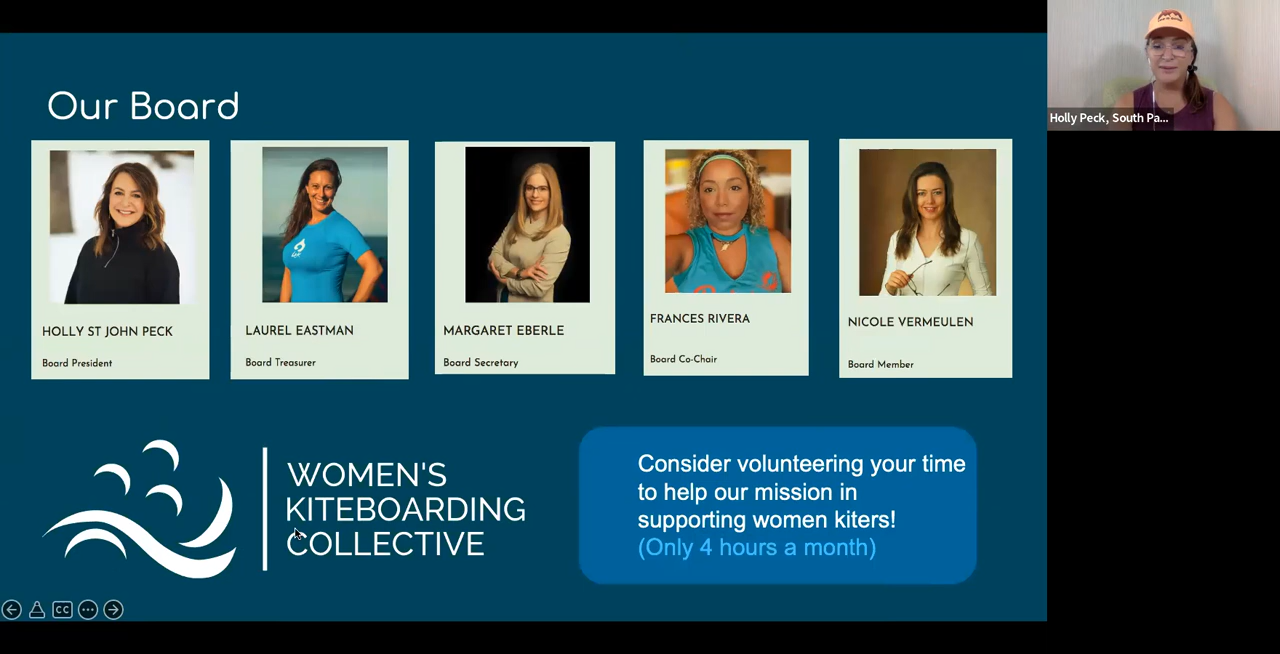 Our Board
HOLLY ST JOHN PECK
Board President
LAUREL EASTMAN
Board Treasurer
MARGARET EBERLE
Board Secretary
FRANCES RIVERA
Board Co-Chair
NICOLE VERMEULEN
Board Member
WOMEN'S
KITEBOARDING
COLLECTIVE
Consider volunteering your time
to help our mission in
supporting women kiters!
(Only 4 hours a month)
Holly Peck, South Pa...
CC